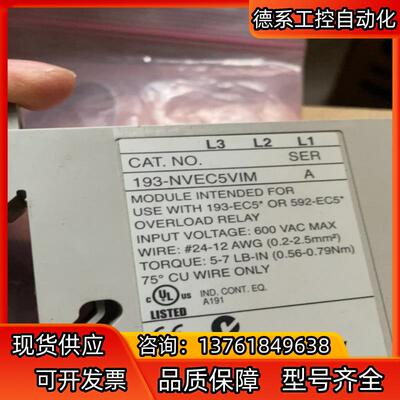 德系工控自动化
L3 L2 L1
CAT. NO. SER
193-NVEC5VIM A
MODULE INTENDED FOR
USE WITH 193-EC5* OR 592-EC5*
OVERLOAD RELAY
INPUT VOLTAGE: 600 VAC MAX
WIRE: #24-12 AWG (0.2-2.5mm²)
TORQUE: 5-7 LB-IN (0.56-0.79Nm)
75° CU WIRE ONLY
C UL US IND. CONT. EQ.
LISTED A191
现货供应 咨询：13761849638
可开发票 品质保障 型号齐全